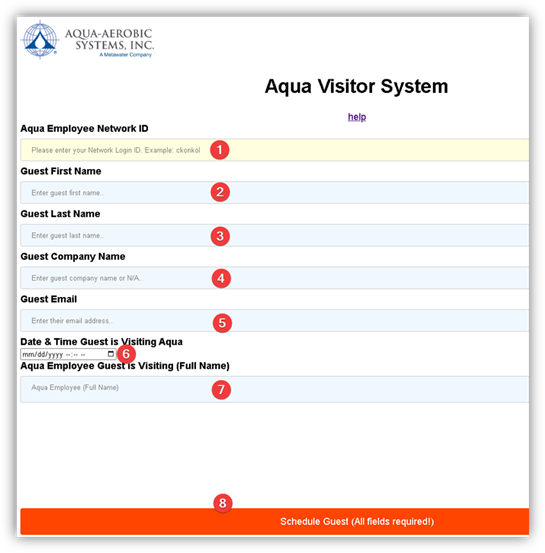 AQUA-AEROBIC
SYSTEMS, INC.
A Metawater Company
Aqua Visitor System
help
Aqua Employee Network ID
Please enter your Network Login ID. Example: ckonkol
1
Guest First Name
Enter guest first name..
2
Guest Last Name
Enter guest last name..
3
Guest Company Name
Enter guest company name or N/A..
4
Guest Email
Enter their email address..
5
Date & Time Guest is Visiting Aqua
mm/dd/yyyy --:-- --
6
Aqua Employee Guest is Visiting (Full Name)
Aqua Employee (Full Name)
7
8
Schedule Guest (All fields required!)